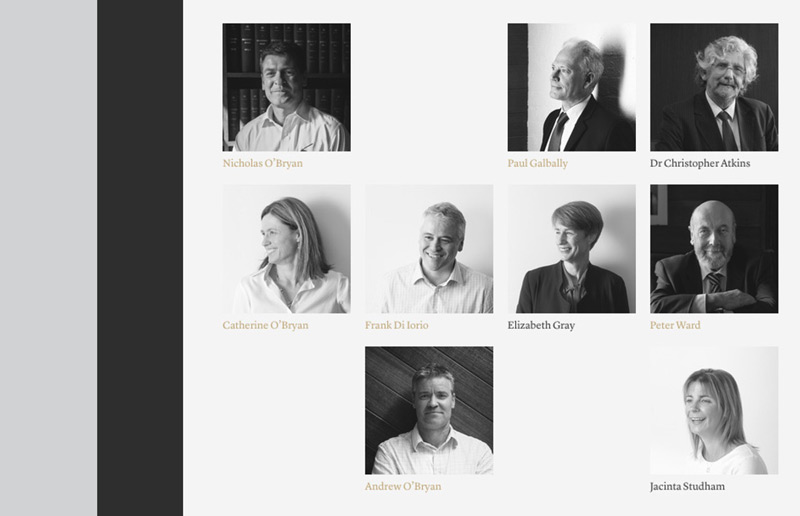 Nicholas O’Bryan
Paul Galbally
Dr Christopher Atkins
Catherine O’Bryan
Frank Di Iorio
Elizabeth Gray
Peter Ward
Andrew O’Bryan
Jacinta Studham